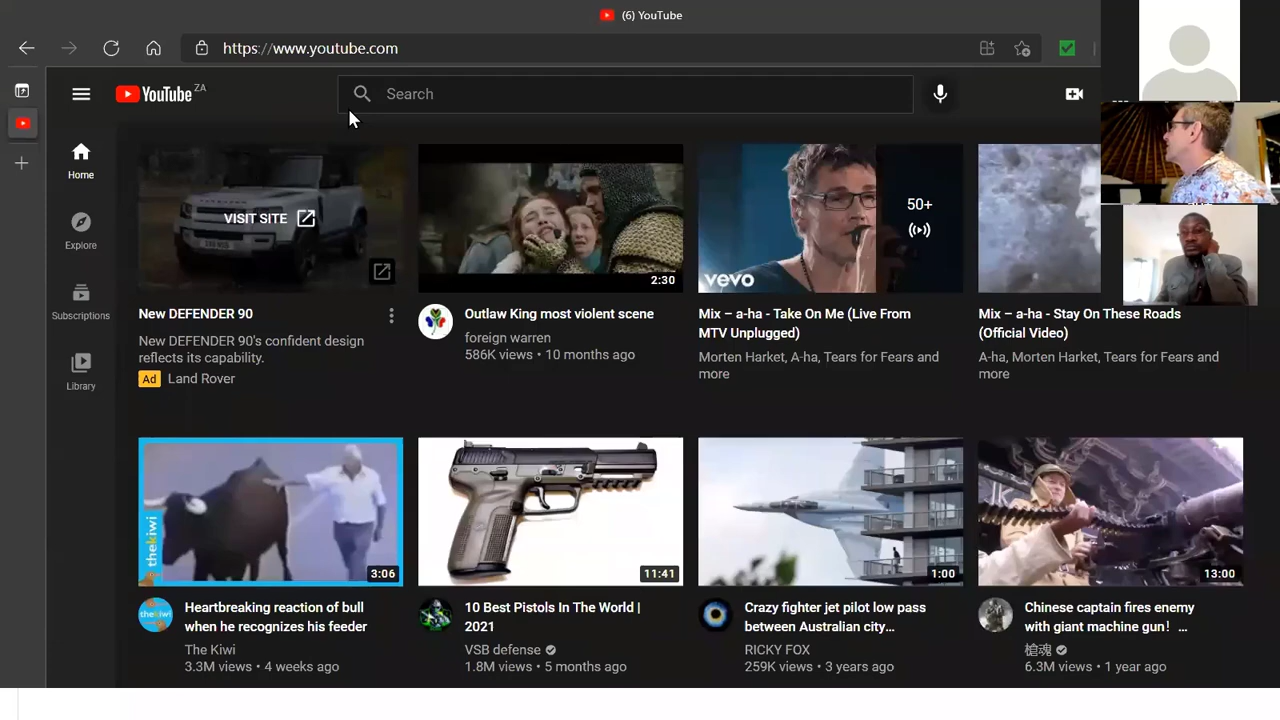 (6) YouTube
https://www.youtube.com
YouTube ZA
Search
Home
Explore
Subscriptions
Library
VISIT SITE
New DEFENDER 90
New DEFENDER 90's confident design
reflects its capability.
Ad Land Rover
2:30
Outlaw King most violent scene
foreign warren
586K views • 10 months ago
vevo
50+
Mix – a-ha - Take On Me (Live From
MTV Unplugged)
Morten Harket, A-ha, Tears for Fears and
more
Mix – a-ha - Stay On These Roads
(Official Video)
A-ha, Morten Harket, Tears for Fears and
more
thekiwi
3:06
Heartbreaking reaction of bull
when he recognizes his feeder
The Kiwi
3.3M views • 4 weeks ago
11:41
10 Best Pistols In The World |
2021
VSB defense
1.8M views • 5 months ago
1:00
Crazy fighter jet pilot low pass
between Australian city...
RICKY FOX
259K views • 3 years ago
13:00
Chinese captain fires enemy
with giant machine gun！ ...
枪魂
6.3M views • 1 year ago